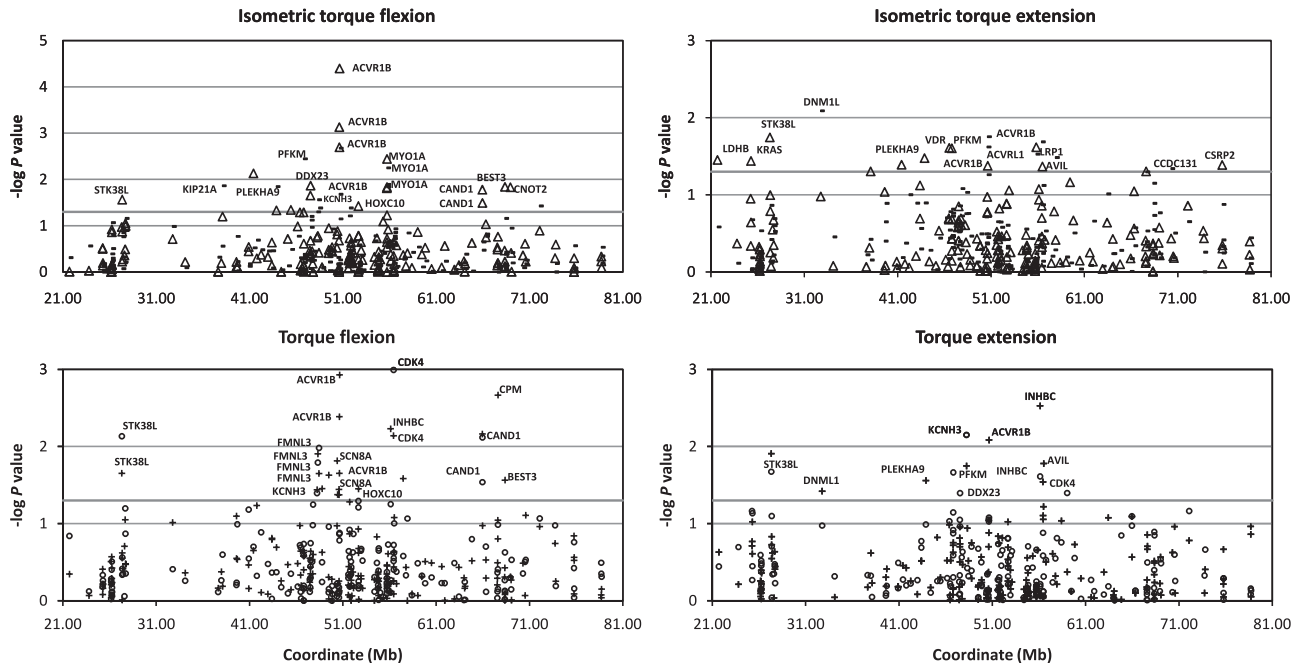 Isometric torque flexion
-log P value
5
4
3
2
1
0
ACVR1B
ACVR1B
ACVR1B
PFKM
MYO1A
MYO1A
MYO1A
STK38L
KIP21A
PLEKHA9
DDX23
KCNH3
ACVR1B
HOXC10
BEST3
CAND1
CAND1
CNOT2
21.00 31.00 41.00 51.00 61.00 71.00 81.00
Isometric torque extension
-log P value
3
2
1
0
DNM1L
STK38L
LDHB
KRAS
PLEKHA9
VDR
PFKM
ACVR1B
ACVR1B
ACVRL1
LRP1
AVIL
CCDC131
CSRP2
21.00 31.00 41.00 51.00 61.00 71.00 81.00
Torque flexion
-log P value
3
2
1
0
CDK4
ACVR1B
CPM
ACVR1B
INHBC
CDK4
STK38L
STK38L
FMNL3
FMNL3
FMNL3
FMNL3
KCNH3
SCN8A
ACVR1B
SCN8A
HOXC10
CAND1
CAND1
BEST3
21.00 31.00 41.00 51.00 61.00 71.00 81.00
Coordinate (Mb)
Torque extension
-log P value
3
2
1
0
INHBC
KCNH3
ACVR1B
STK38L
DNML1
PLEKHA9
PFKM
DDX23
INHBC
AVIL
CDK4
21.00 31.00 41.00 51.00 61.00 71.00 81.00
Coordinate (Mb)